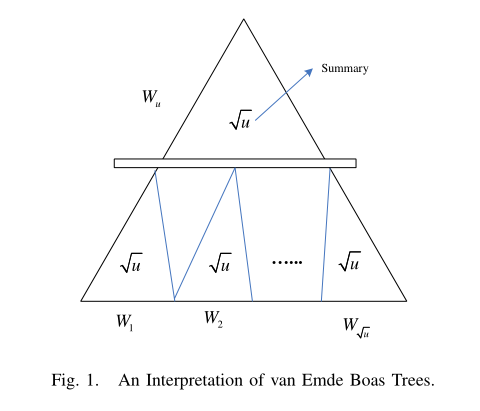 Summary
W_u
√u
√u √u ...... √u
W_1 W_2 W_√u
Fig. 1. An Interpretation of van Emde Boas Trees.